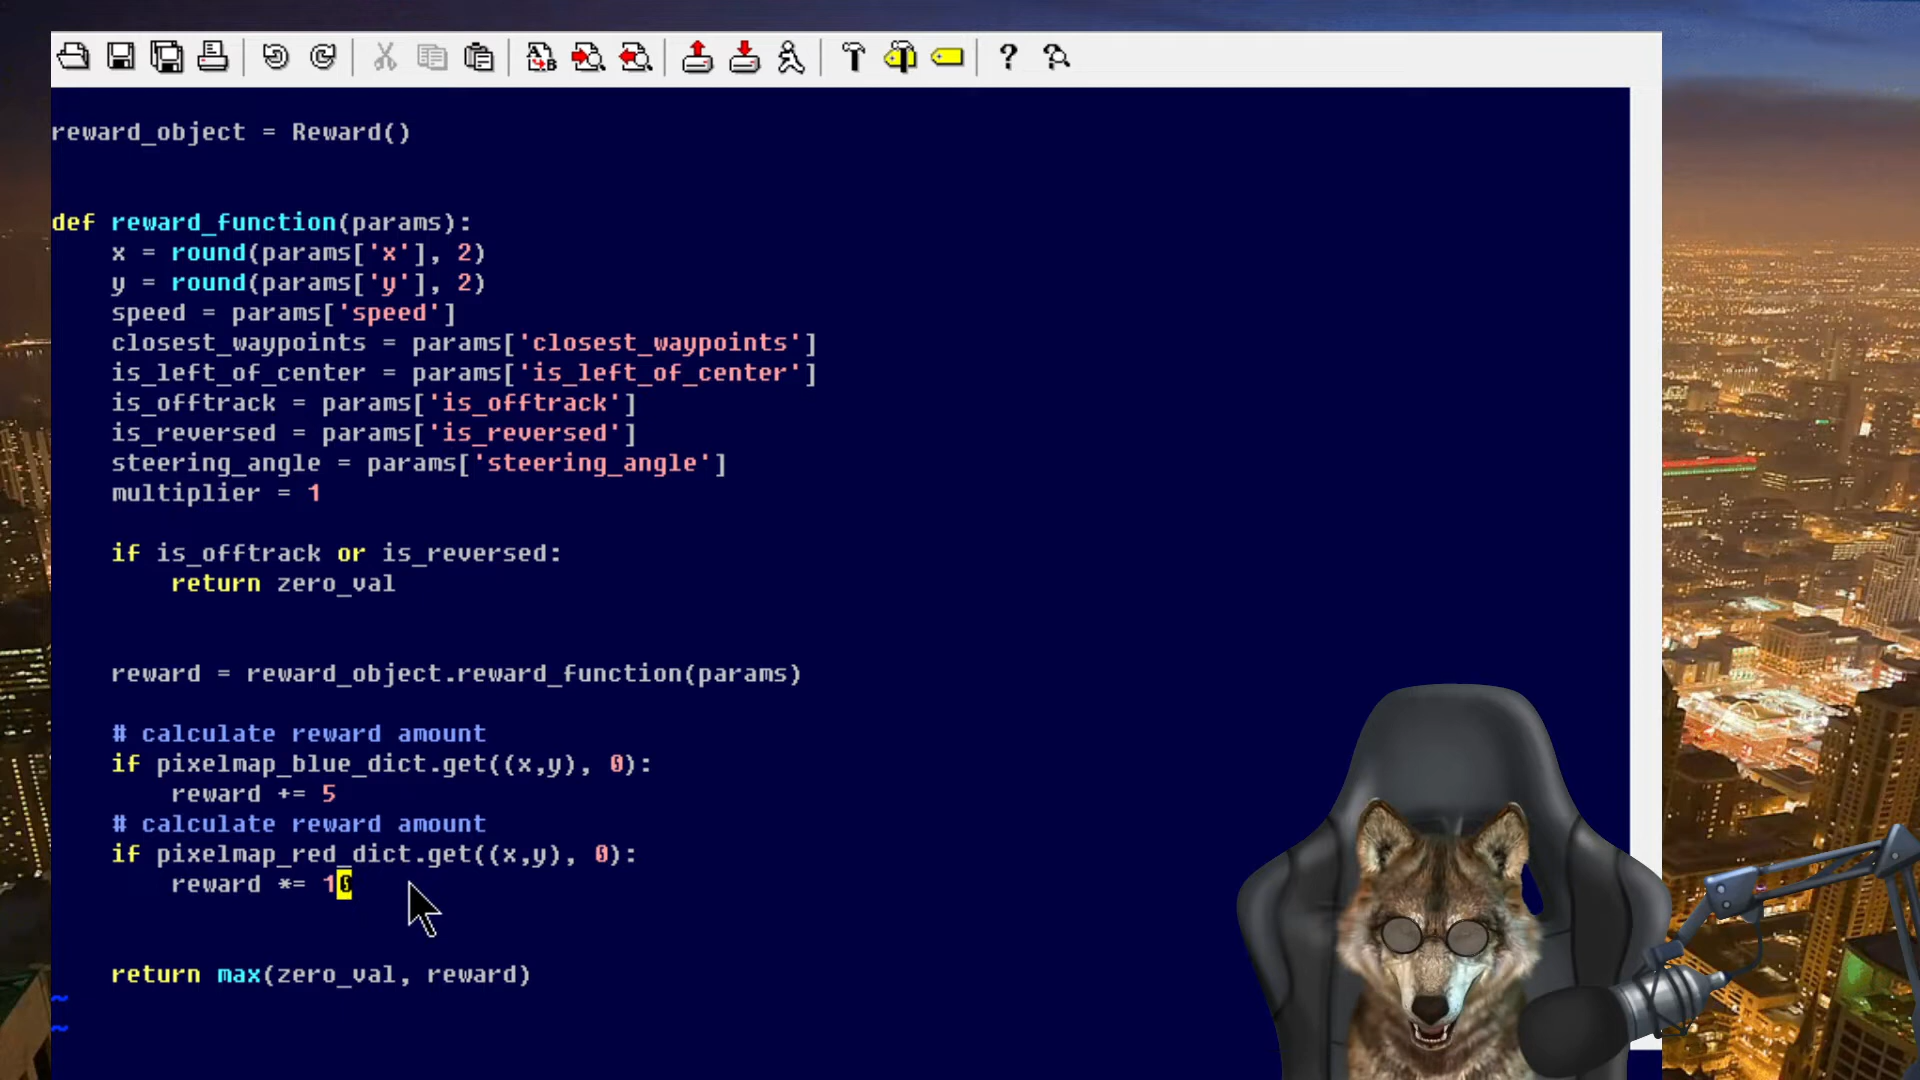 reward_object = Reward()
def reward_function(params):
    x = round(params['x'], 2)
    y = round(params['y'], 2)
    speed = params['speed']
    closest_waypoints = params['closest_waypoints']
    is_left_of_center = params['is_left_of_center']
    is_offtrack = params['is_offtrack']
    is_reversed = params['is_reversed']
    steering_angle = params['steering_angle']
    multiplier = 1
    if is_offtrack or is_reversed:
        return zero_val
    reward = reward_object.reward_function(params)
    # calculate reward amount
    if pixelmap_blue_dict.get((x,y), 0):
        reward += 5
    # calculate reward amount
    if pixelmap_red_dict.get((x,y), 0):
        reward *= 10
    return max(zero_val, reward)
~
~